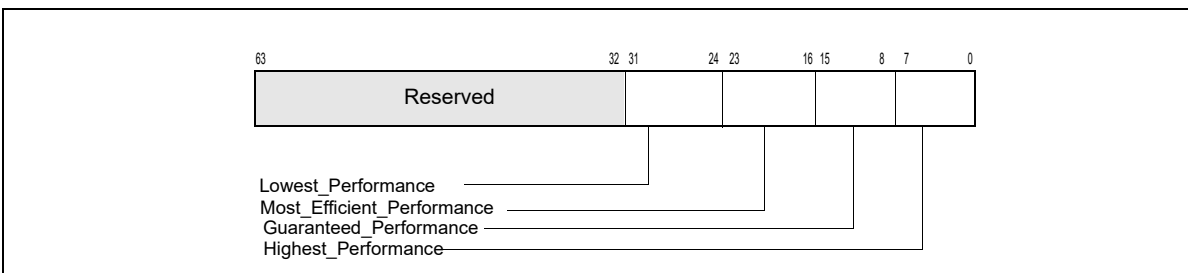 63 32 31 24 23 16 15 8 7 0
Reserved
Lowest_Performance
Most_Efficient_Performance
Guaranteed_Performance
Highest_Performance